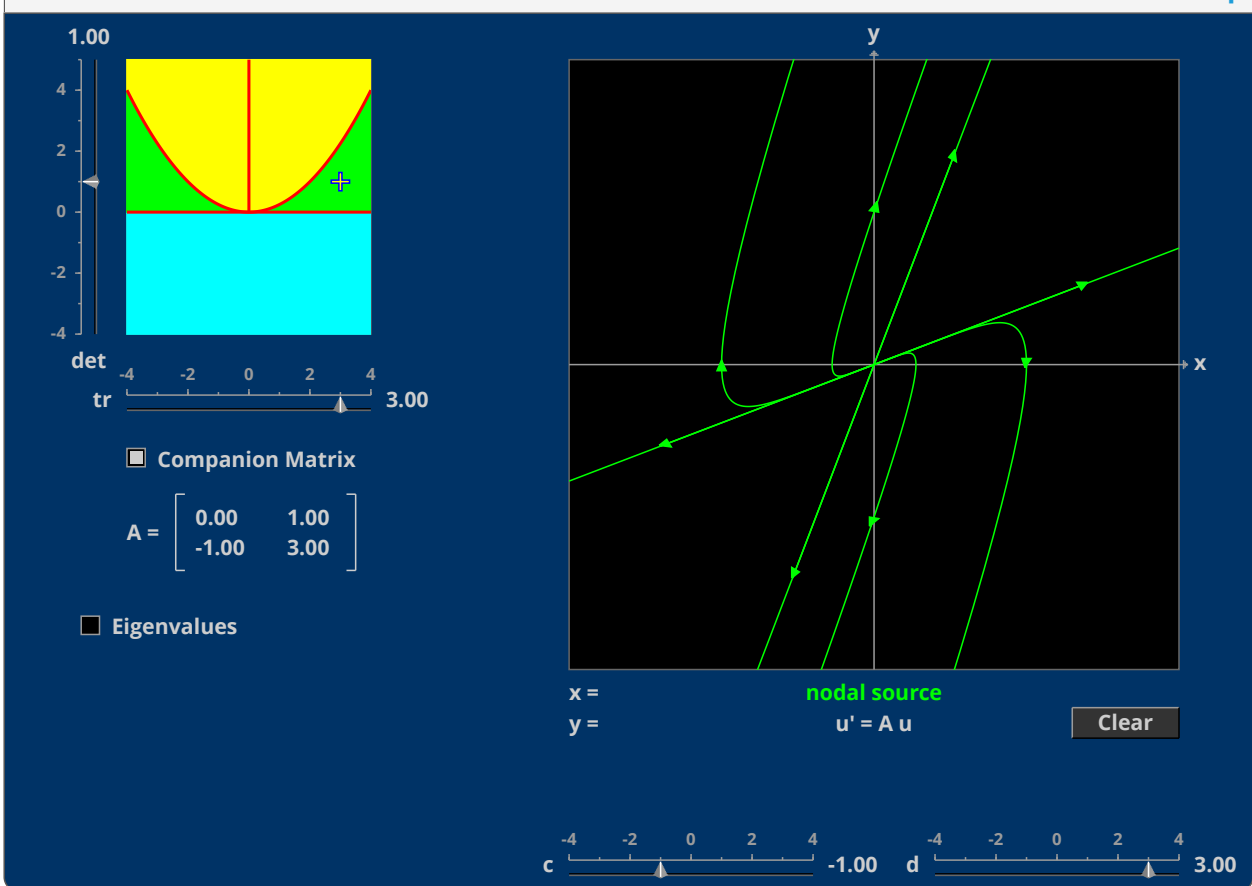 1.00
4
2
0
-2
-4
det
-4 -2 0 2 4
tr 3.00
Companion Matrix
A =
0.00 1.00
-1.00 3.00
Eigenvalues
y
x
x = nodal source
y = u' = A u Clear
-4 -2 0 2 4 -4 -2 0 2 4
c -1.00 d 3.00